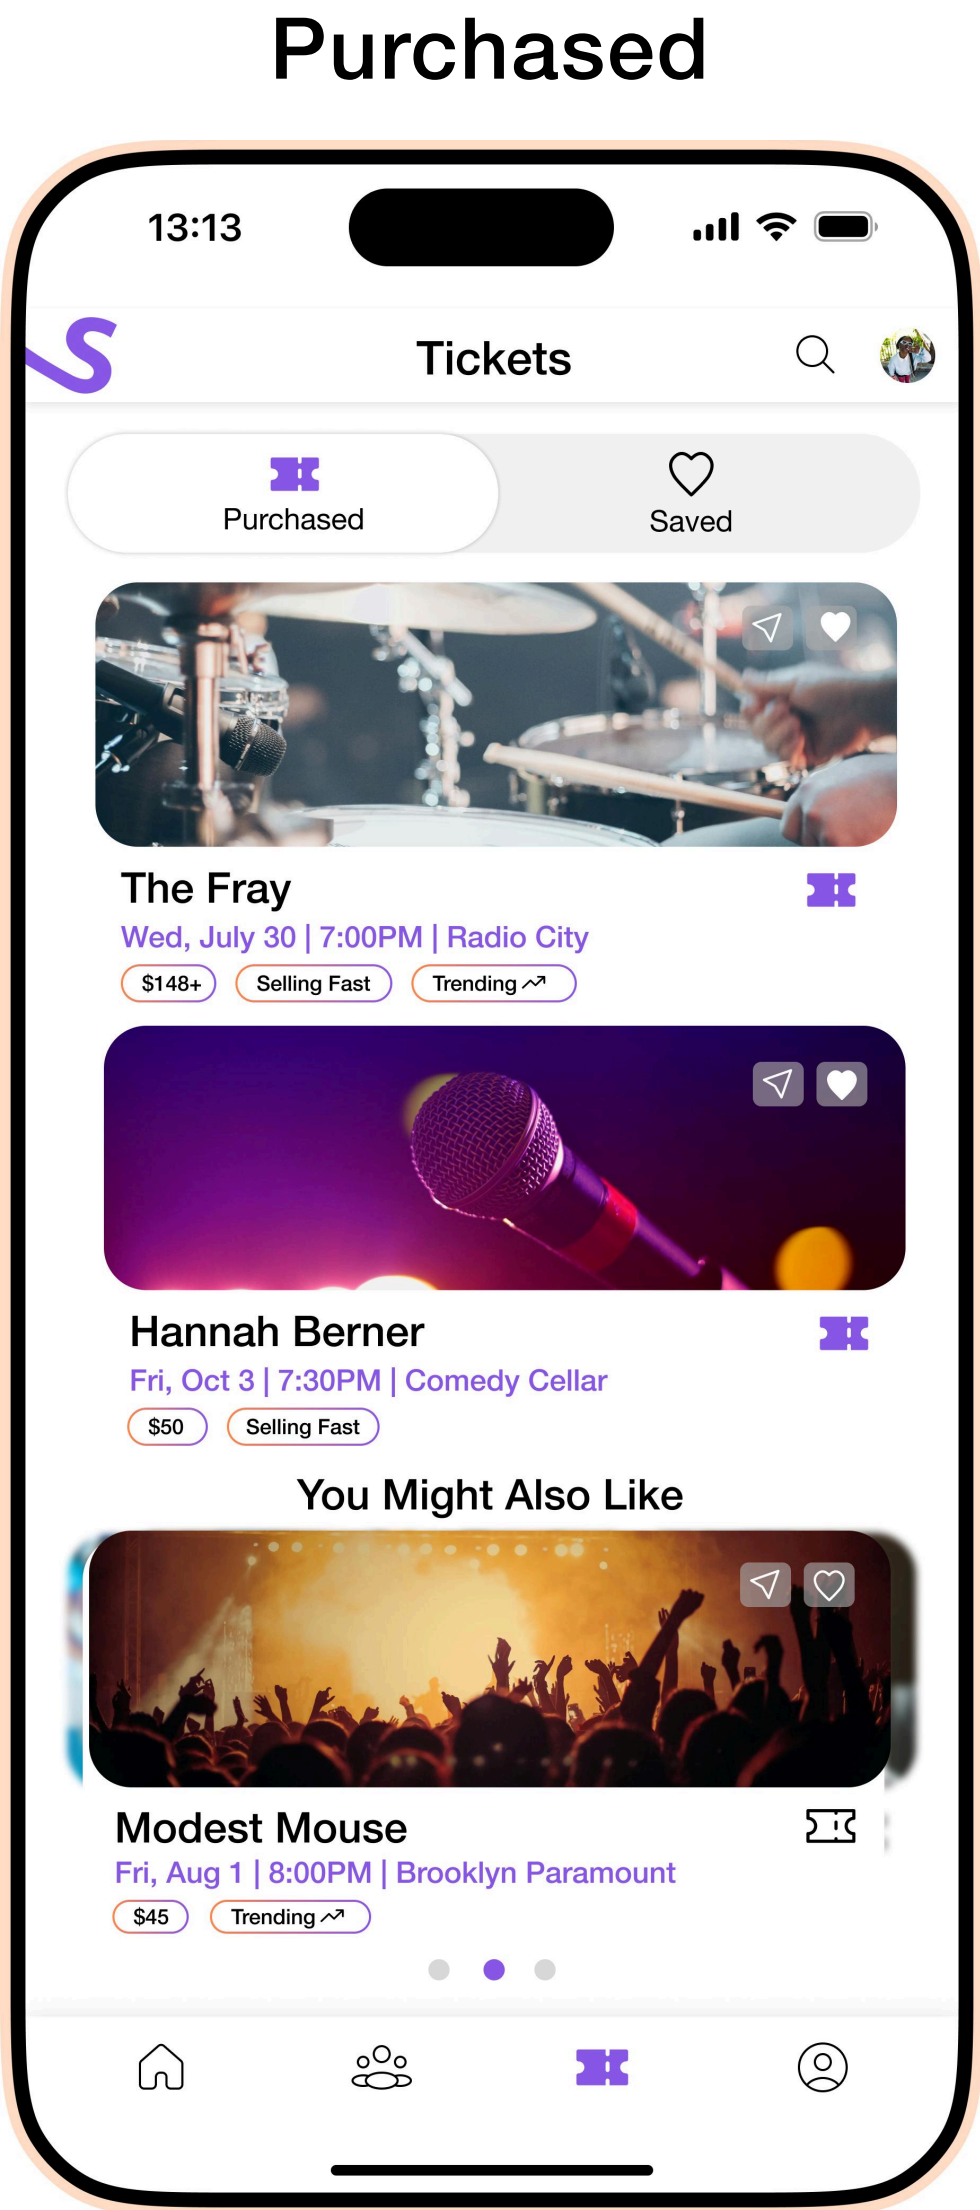 Purchased
13:13
S
Tickets
Purchased
Saved
The Fray
Wed, July 30 | 7:00PM | Radio City
$148+ Selling Fast Trending
Hannah Berner
Fri, Oct 3 | 7:30PM | Comedy Cellar
$50 Selling Fast
You Might Also Like
Modest Mouse
Fri, Aug 1 | 8:00PM | Brooklyn Paramount
$45 Trending